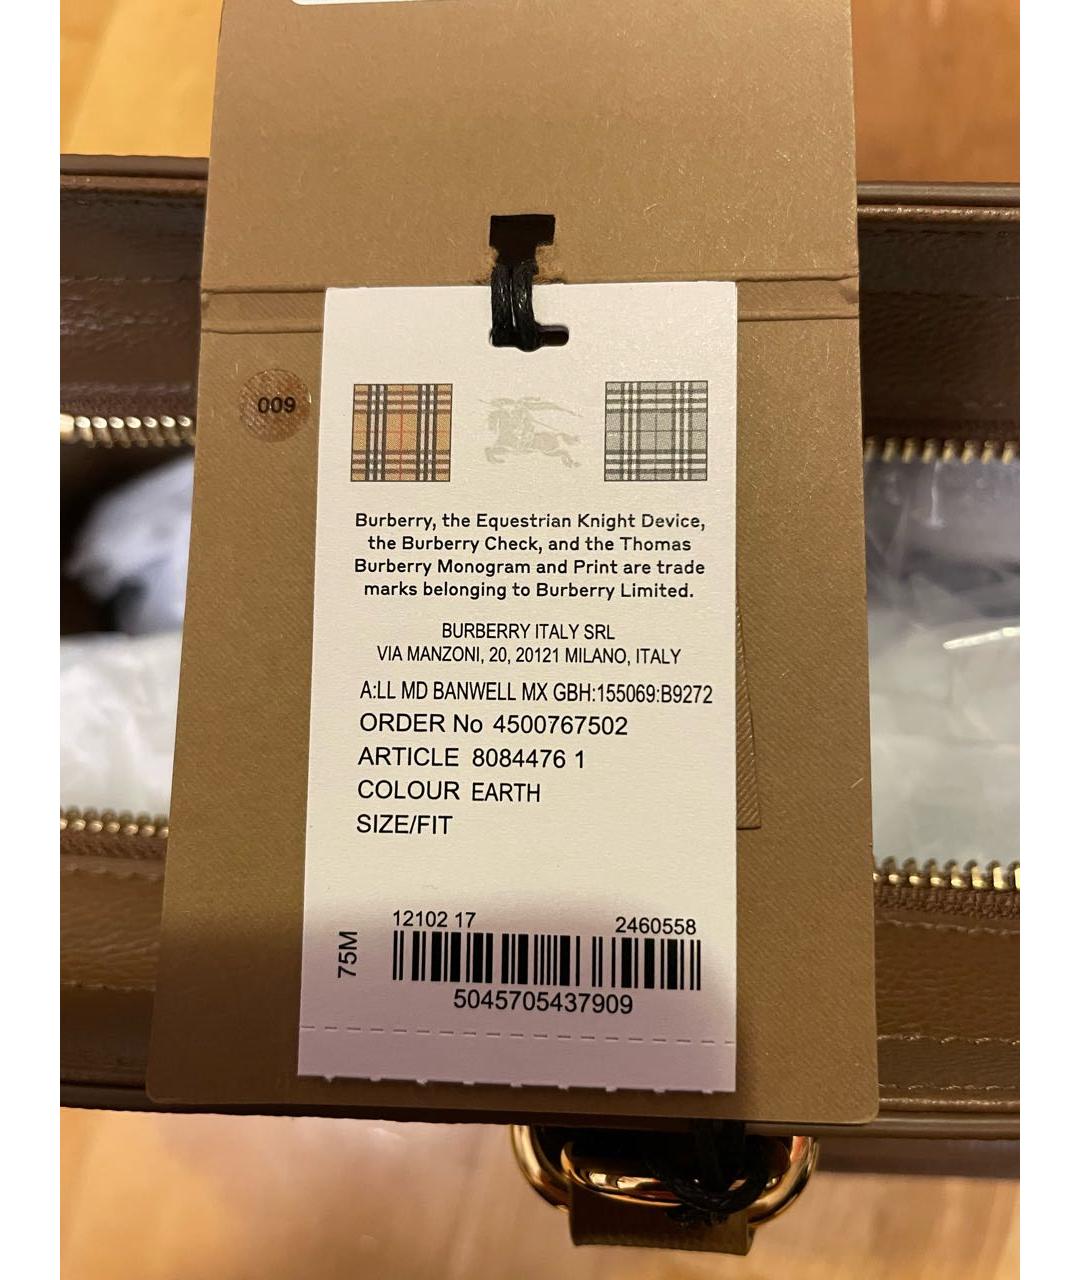 009
Burberry, the Equestrian Knight Device,
the Burberry Check, and the Thomas
Burberry Monogram and Print are trade
marks belonging to Burberry Limited.
BURBERRY ITALY SRL
VIA MANZONI, 20, 20121 MILANO, ITALY
A:LL MD BANWELL MX GBH:155069:B9272
ORDER No 4500767502
ARTICLE 8084476 1
COLOUR EARTH
SIZE/FIT
12102 17 2460558
75M
5045705437909